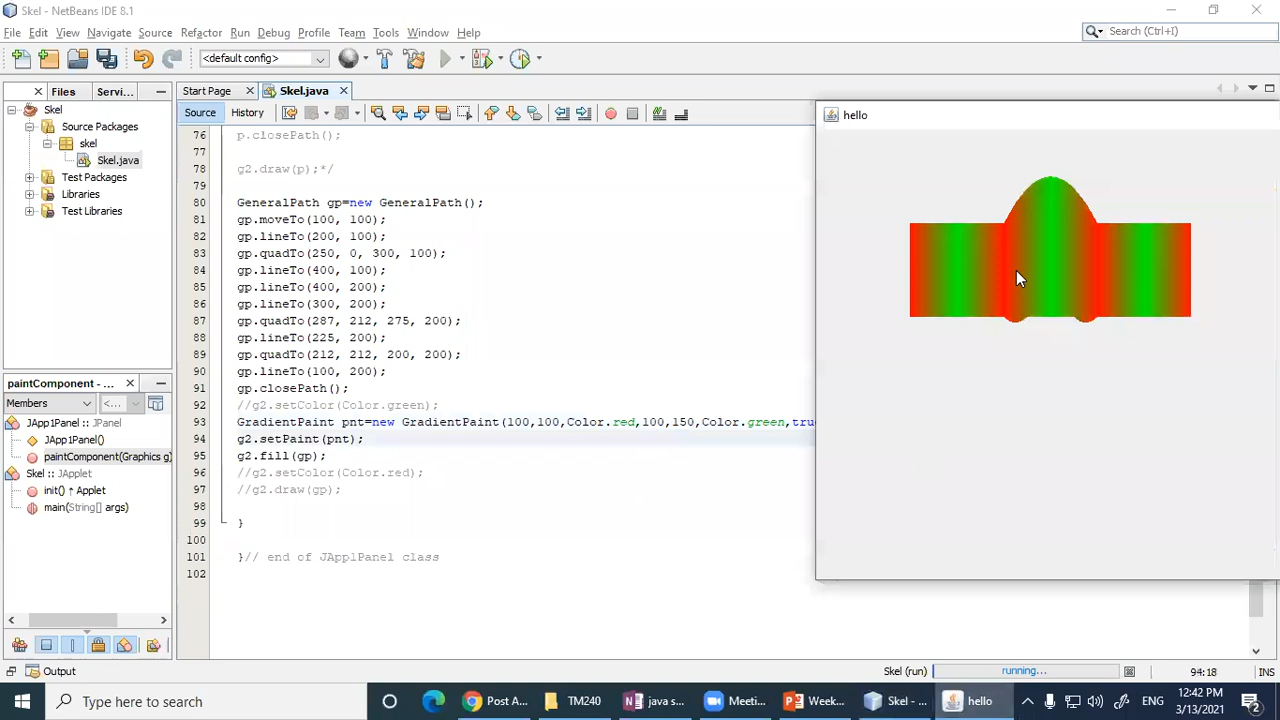 Skel - NetBeans IDE 8.1
File Edit View Navigate Source Refactor Run Debug Profile Team Tools Window Help
Search (Ctrl+I)
<default config>
Files Servi...
Start Page Skel.java
Skel
Source Packages
skel
Skel.java
Test Packages
Libraries
Test Libraries
Source History
hello
76 p.closePath();
77
78 g2.draw(p);*/
79
80 GeneralPath gp=new GeneralPath();
81 gp.moveTo(100, 100);
82 gp.lineTo(200, 100);
83 gp.quadTo(250, 0, 300, 100);
84 gp.lineTo(400, 100);
85 gp.lineTo(400, 200);
86 gp.lineTo(300, 200);
87 gp.quadTo(287, 212, 275, 200);
88 gp.lineTo(225, 200);
89 gp.quadTo(212, 212, 200, 200);
90 gp.lineTo(100, 200);
91 gp.closePath();
92 //g2.setColor(Color.green);
93 GradientPaint pnt=new GradientPaint(100,100,Color.red,100,150,Color.green,tru
94 g2.setPaint(pnt);
95 g2.fill(gp);
96 //g2.setColor(Color.red);
97 //g2.draw(gp);
98
99 }
100
101 }// end of JApplPanel class
102
paintComponent - ...
Members <...
JApp1Panel :: JPanel
JApp1Panel()
paintComponent(Graphics g)
Skel :: JApplet
init() ↑ Applet
main(String[] args)
Output
Skel (run) running... 94:18 INS
Type here to search
Post A... TM240 java s... Meeti... Week... Skel - ... hello
ENG
12:42 PM
3/13/2021
2